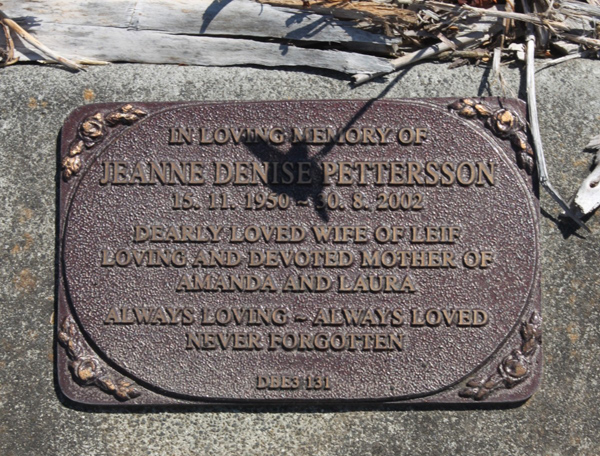 IN LOVING MEMORY OF
JEANNE DENISE PETTERSSON
15. 11. 1950 ~ 30. 8. 2002
DEARLY LOVED WIFE OF LEIF
LOVING AND DEVOTED MOTHER OF
AMANDA AND LAURA
ALWAYS LOVING ~ ALWAYS LOVED
NEVER FORGOTTEN
DBE3 131